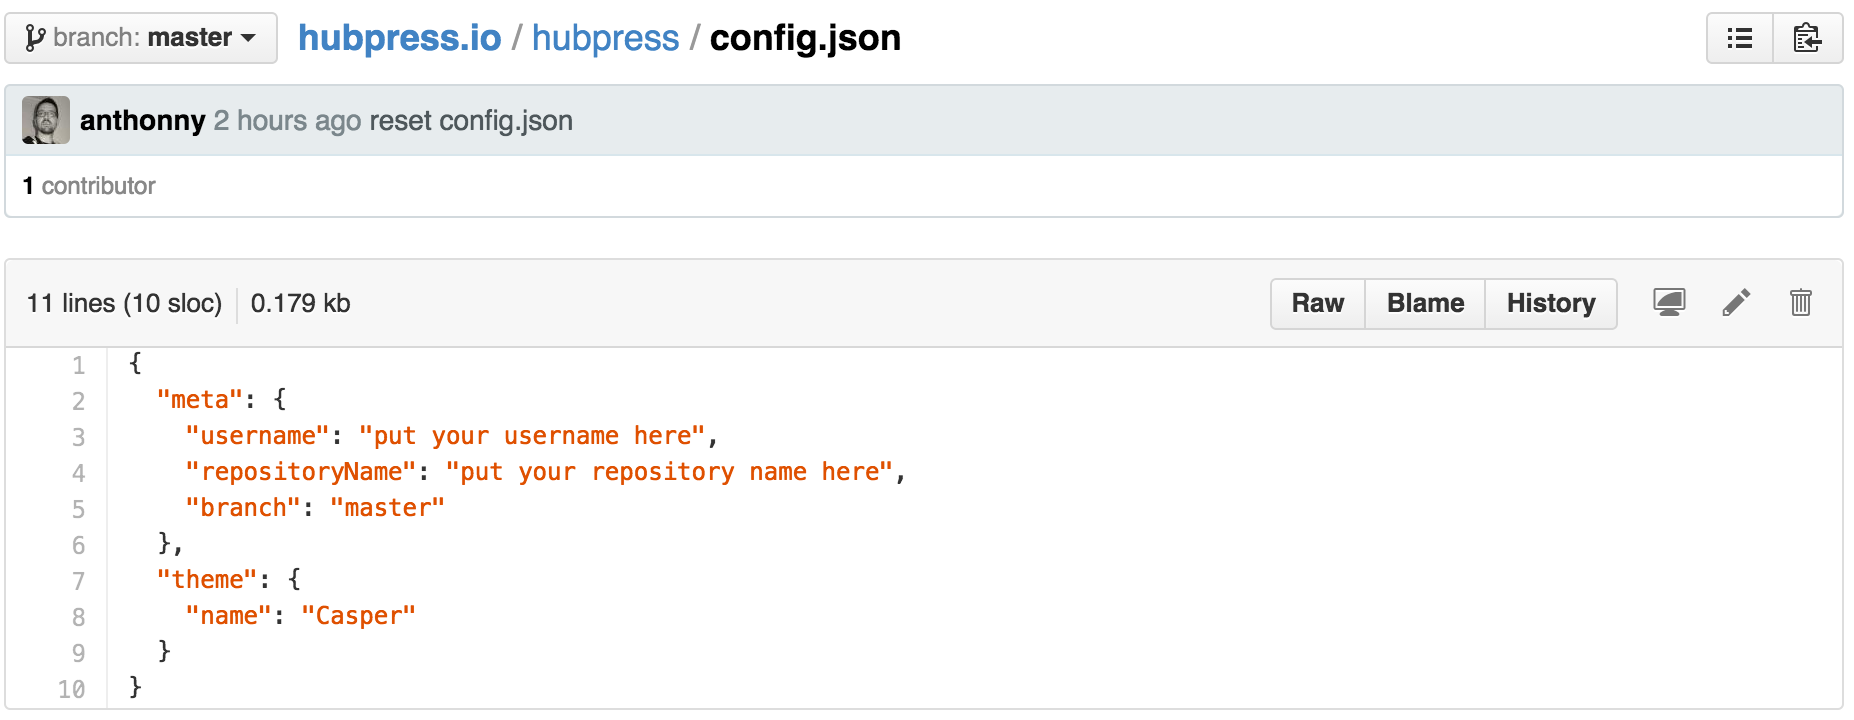 branch: master hubpress.io / hubpress / config.json
anthonny 2 hours ago reset config.json
1 contributor
11 lines (10 sloc) 0.179 kb Raw Blame History
1 {
2   "meta": {
3     "username": "put your username here",
4     "repositoryName": "put your repository name here",
5     "branch": "master"
6   },
7   "theme": {
8     "name": "Casper"
9   }
10 }